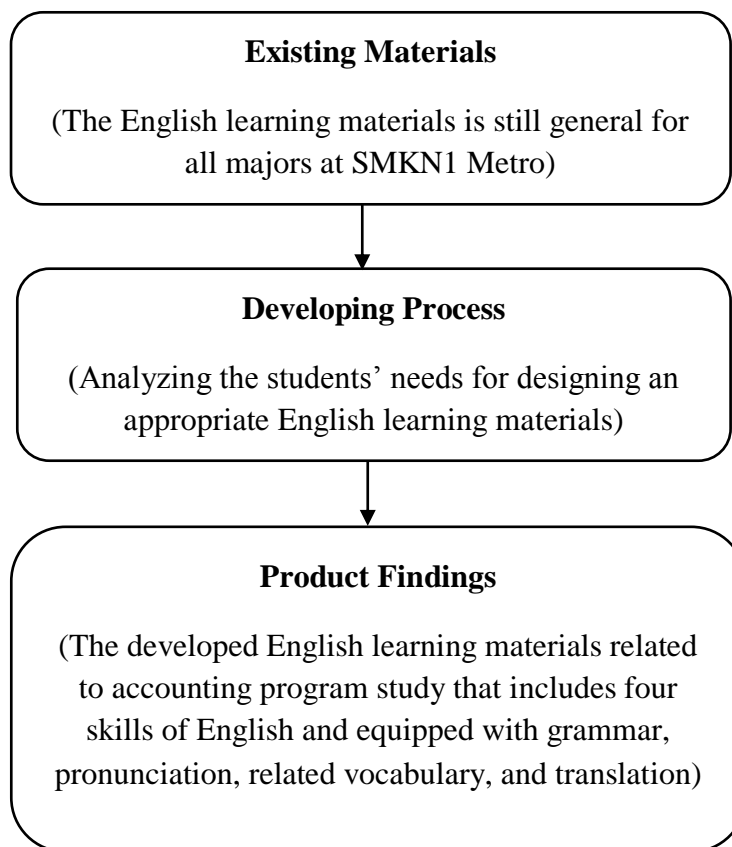 Existing Materials
(The English learning materials is still general for
all majors at SMKN1 Metro)
Developing Process
(Analyzing the students’ needs for designing an
appropriate English learning materials)
Product Findings
(The developed English learning materials related
to accounting program study that includes four
skills of English and equipped with grammar,
pronunciation, related vocabulary, and translation)